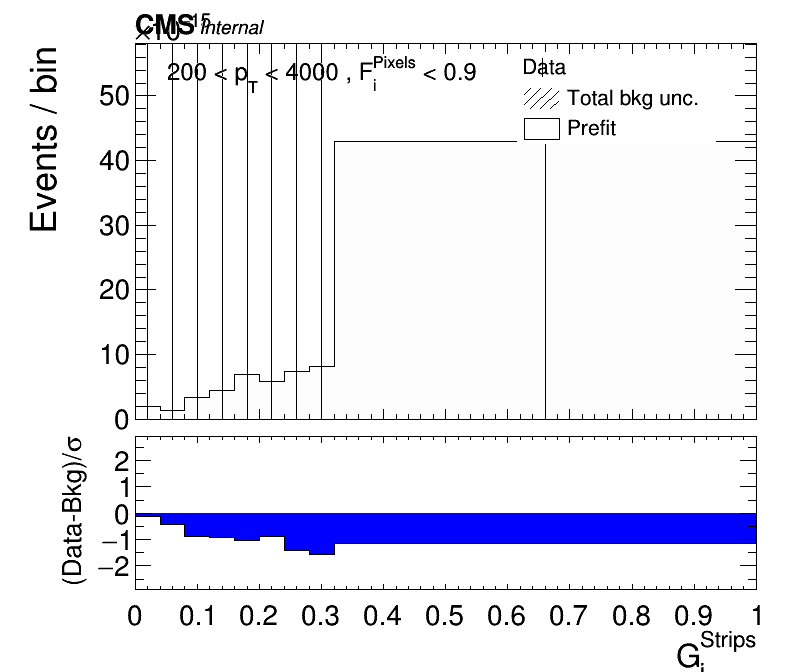 CMS Internal
×10^15
200 < p_T < 4000 , F_i^Pixels < 0.9
Data
Total bkg unc.
Prefit
Events / bin
50
40
30
20
10
0
(Data-Bkg)/σ
2
1
0
−1
−2
0 0.1 0.2 0.3 0.4 0.5 0.6 0.7 0.8 0.9 1
G_i^Strips